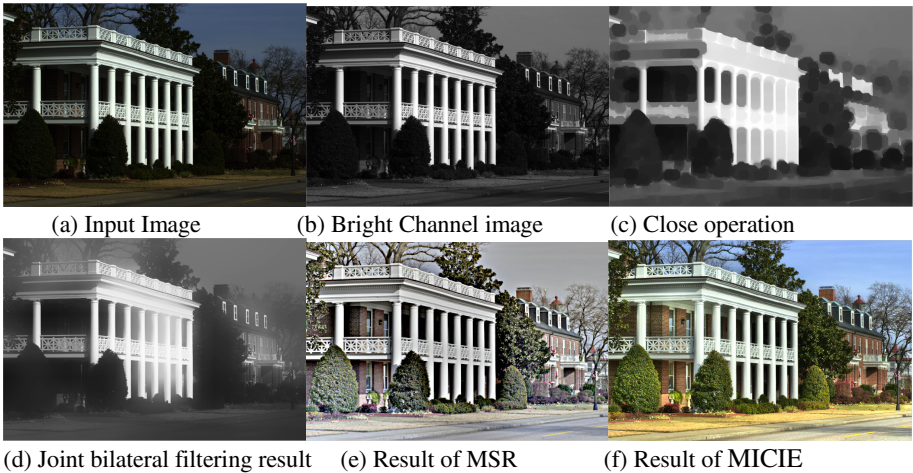 (a) Input Image
(b) Bright Channel image
(c) Close operation
(d) Joint bilateral filtering result
(e) Result of MSR
(f) Result of MICIE